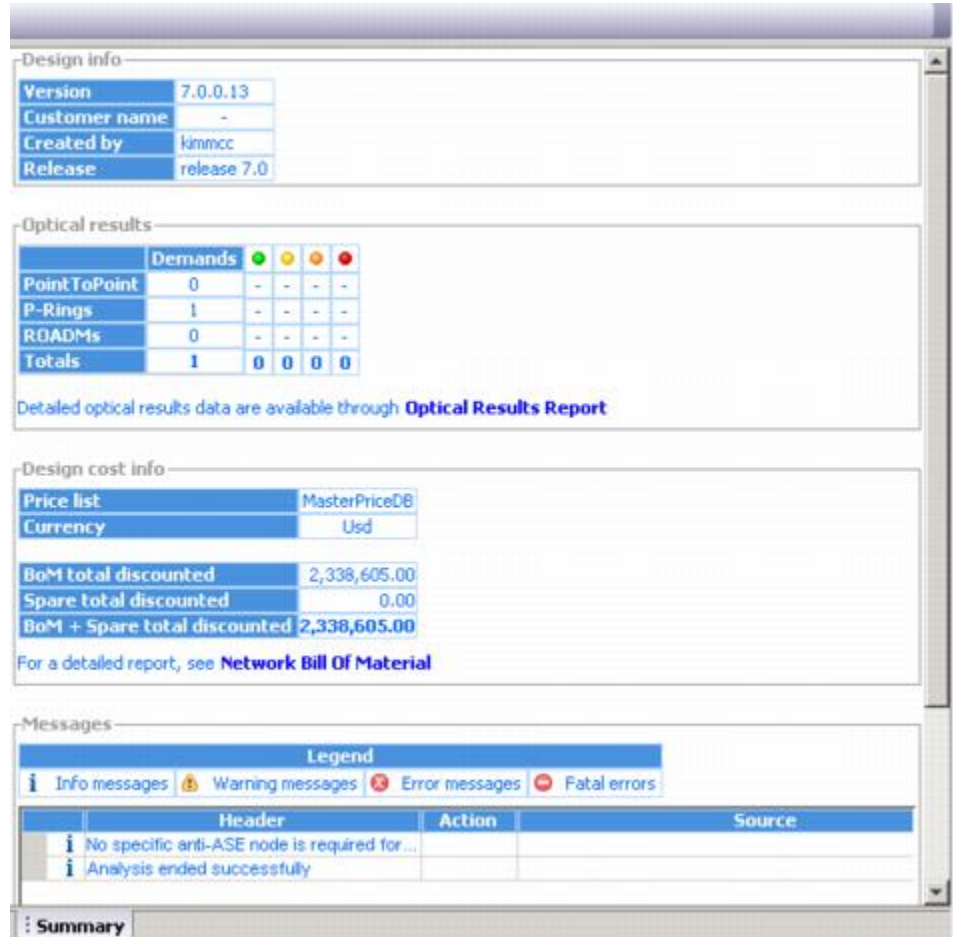 Design info
Version 7.0.0.13
Customer name -
Created by kimmcc
Release release 7.0
Optical results
Demands
PointToPoint 0 - - - -
P-Rings 1 - - - -
ROADMs 0 - - - -
Totals 1 0 0 0 0
Detailed optical results data are available through Optical Results Report
Design cost info
Price list MasterPriceDB
Currency Usd
BoM total discounted 2,338,605.00
Spare total discounted 0.00
BoM + Spare total discounted 2,338,605.00
For a detailed report, see Network Bill Of Material
Messages
Legend
i Info messages Warning messages Error messages Fatal errors
Header Action Source
i No specific anti-ASE node is required for...
i Analysis ended successfully
Summary